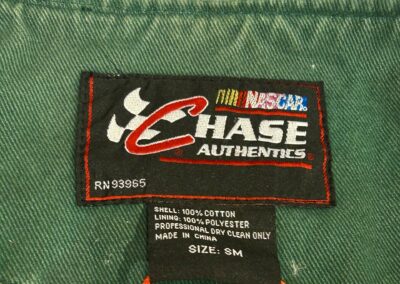 NASCAR
CHASE
AUTHENTICS
RN 93965
SHELL: 100% COTTON
LINING: 100% POLYESTER
PROFESSIONAL DRY CLEAN ONLY
MADE IN CHINA
SIZE: SM